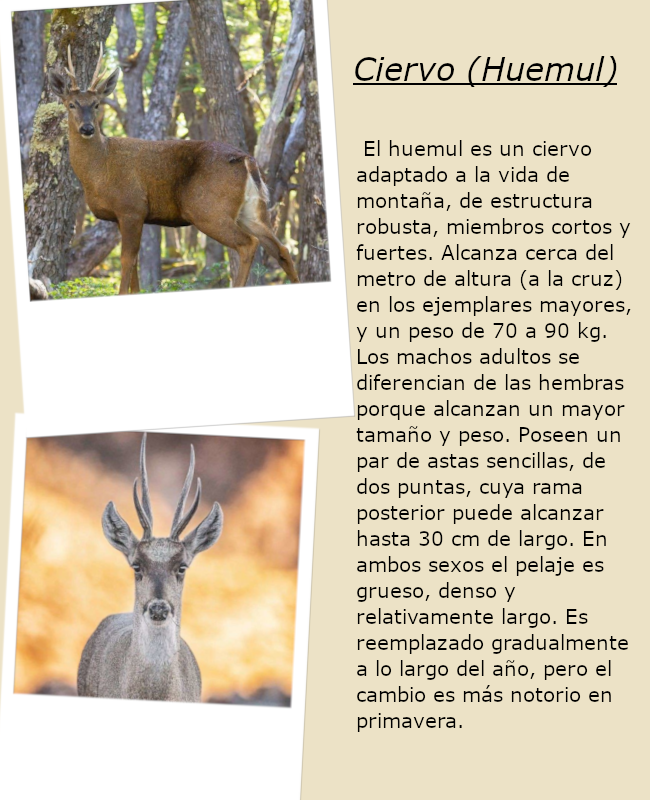 Ciervo (Huemul)
El huemul es un ciervo
adaptado a la vida de
montaña, de estructura
robusta, miembros cortos y
fuertes. Alcanza cerca del
metro de altura (a la cruz)
en los ejemplares mayores,
y un peso de 70 a 90 kg.
Los machos adultos se
diferencian de las hembras
porque alcanzan un mayor
tamaño y peso. Poseen un
par de astas sencillas, de
dos puntas, cuya rama
posterior puede alcanzar
hasta 30 cm de largo. En
ambos sexos el pelaje es
grueso, denso y
relativamente largo. Es
reemplazado gradualmente
a lo largo del año, pero el
cambio es más notorio en
primavera.